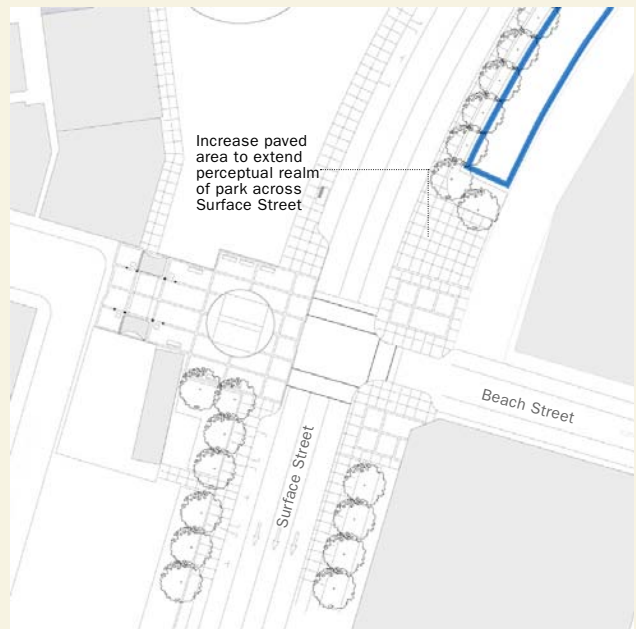 Increase paved
area to extend
perceptual realm
of park across
Surface Street
Beach Street
Surface Street